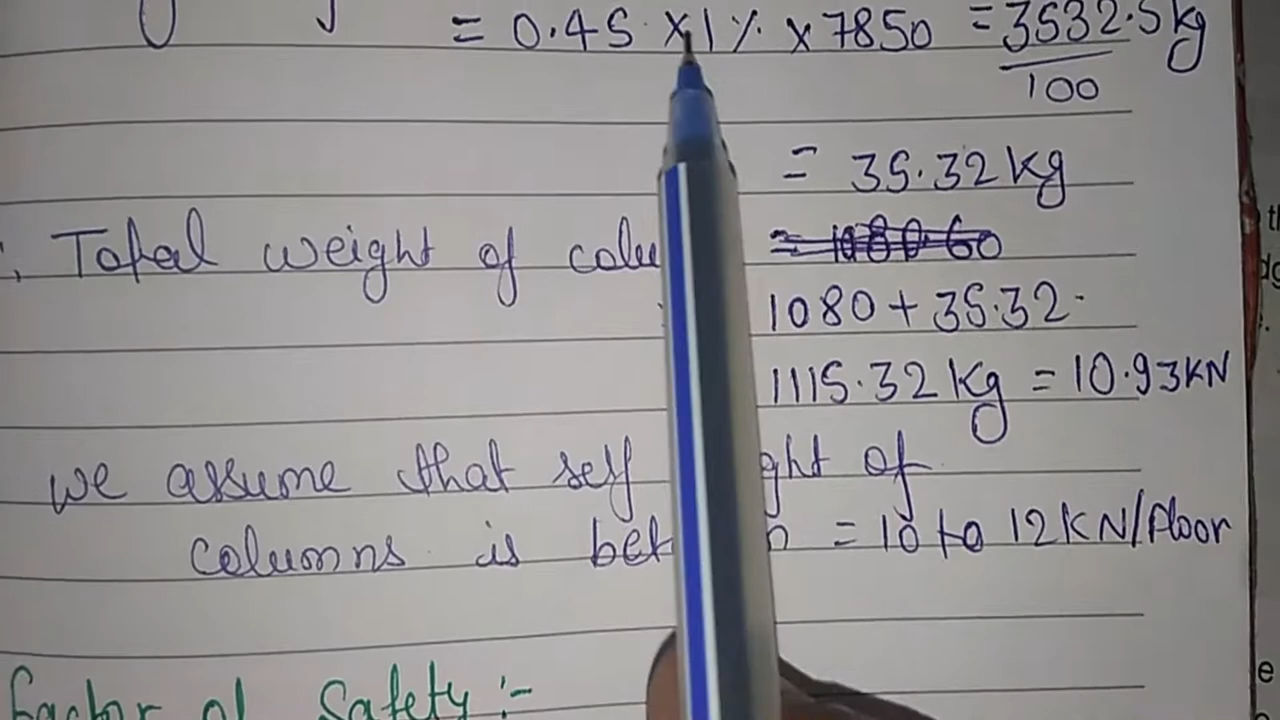 = 0.45 × 1 % × 7850 = 3532.5 kg
100
= 35.32 kg
∴ Total weight of colu
1080 + 35.32
1115.32 kg = 10.93 KN
we assume that self ght of
columns is bet n = 10 to 12 KN/floor
factor of safety :-